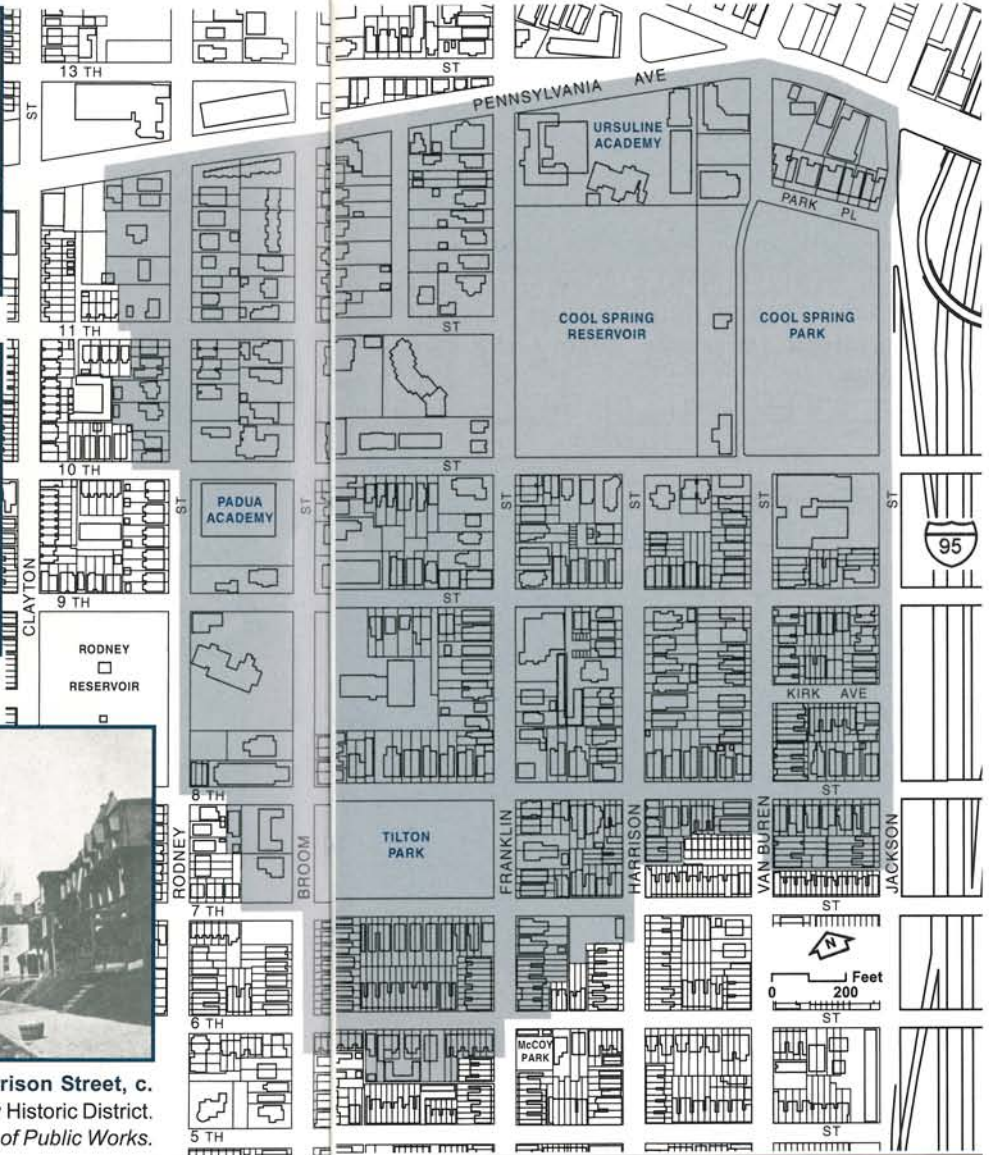 13 TH
ST
ST
PENNSYLVANIA AVE
URSULINE
ACADEMY
PARK PL
11 TH
ST
COOL SPRING
RESERVOIR
COOL SPRING
PARK
10 TH
ST
PADUA
ACADEMY
ST
ST
ST
ST
ST
ST
95
CLAYTON
9 TH
ST
RODNEY
RESERVOIR
KIRK AVE
8 TH
ST
RODNEY
BROOM
TILTON
PARK
FRANKLIN
HARRISON
VAN BUREN
JACKSON
7 TH
ST
N
Feet
0 200
6 TH
ST
McCOY
PARK
5 TH
ST
rison Street, c.
Historic District.
of Public Works.